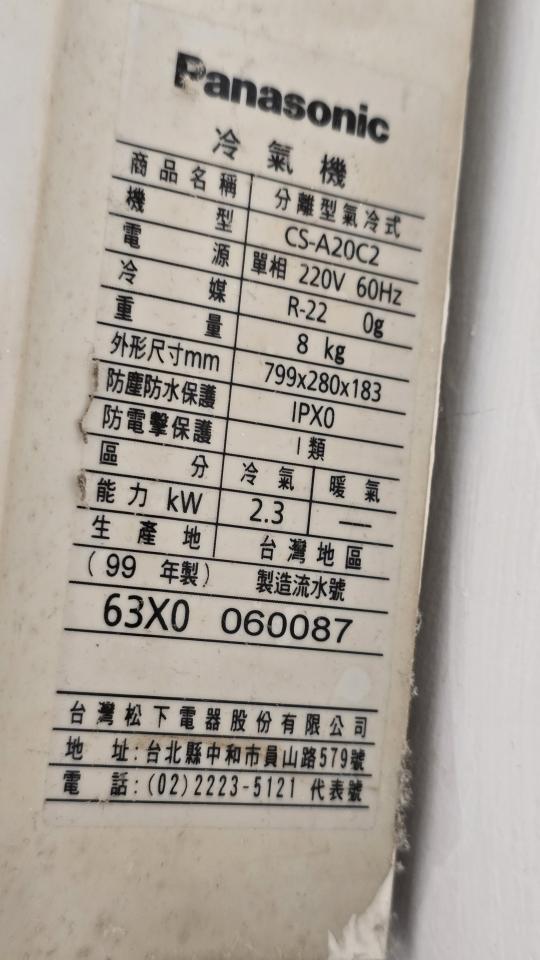 Panasonic
冷氣機
商品名稱 分離型氣冷式
機型 CS-A20C2
電源 單相 220V 60Hz
冷媒 R-22 0g
重量 8 kg
外形尺寸mm 799x280x183
防塵防水保護 IPX0
防電擊保護 I類
區分 冷氣 暖氣
能力 kW 2.3 —
生產地 台灣地區
(99 年製) 製造流水號
63X0 060087
台灣松下電器股份有限公司
地址:台北縣中和市員山路579號
電話:(02)2223-5121 代表號